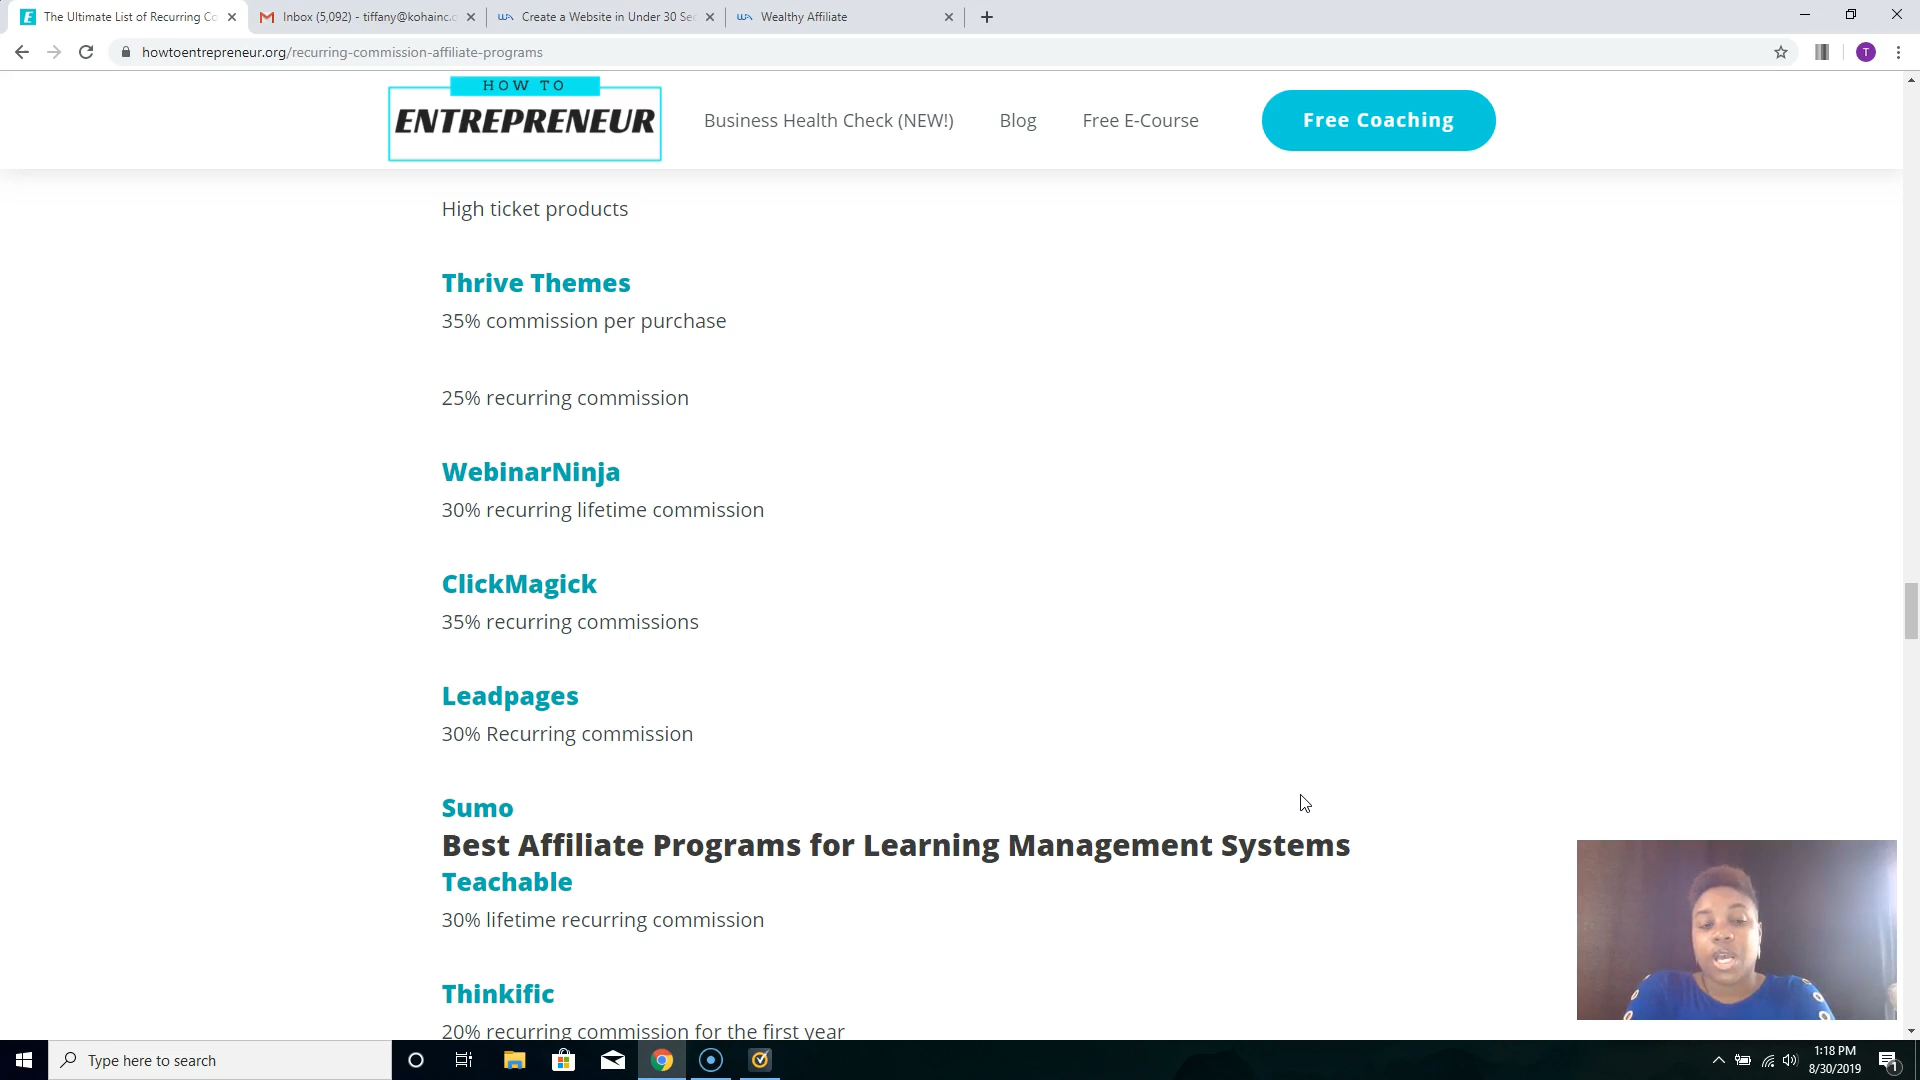 The Ultimate List of Recurring Co
Inbox (5,092) - tiffany@kohainc.c
Create a Website in Under 30 Sec
Wealthy Affiliate
howtoentrepreneur.org/recurring-commission-affiliate-programs
T
HOW TO
ENTREPRENEUR
Business Health Check (NEW!)
Blog
Free E-Course
Free Coaching
High ticket products
Thrive Themes
35% commission per purchase
25% recurring commission
WebinarNinja
30% recurring lifetime commission
ClickMagick
35% recurring commissions
Leadpages
30% Recurring commission
Sumo
Best Affiliate Programs for Learning Management Systems
Teachable
30% lifetime recurring commission
Thinkific
20% recurring commission for the first year
Type here to search
1:18 PM
8/30/2019
1